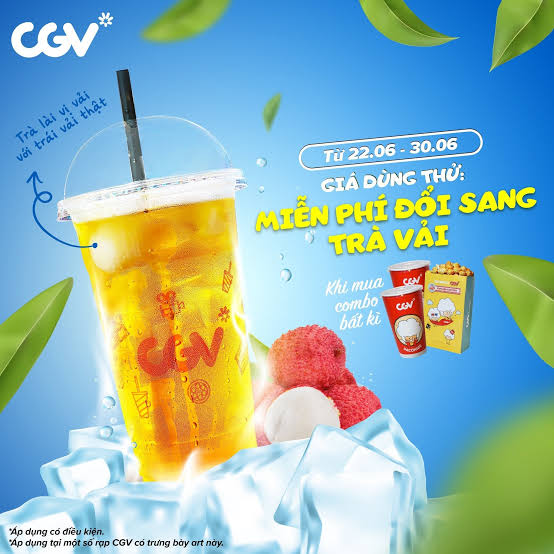 CGV*
Trà lài vị vải
với trái vải thật
Từ 22.06 - 30.06
GIÁ DÙNG THỬ:
MIỄN PHÍ ĐỔI SANG
TRÀ VẢI
Khi mua
combo
bất kì
CGV
CGV
CGV
*Áp dụng có điều kiện.
*Áp dụng tại một số rạp CGV có trưng bày art này.